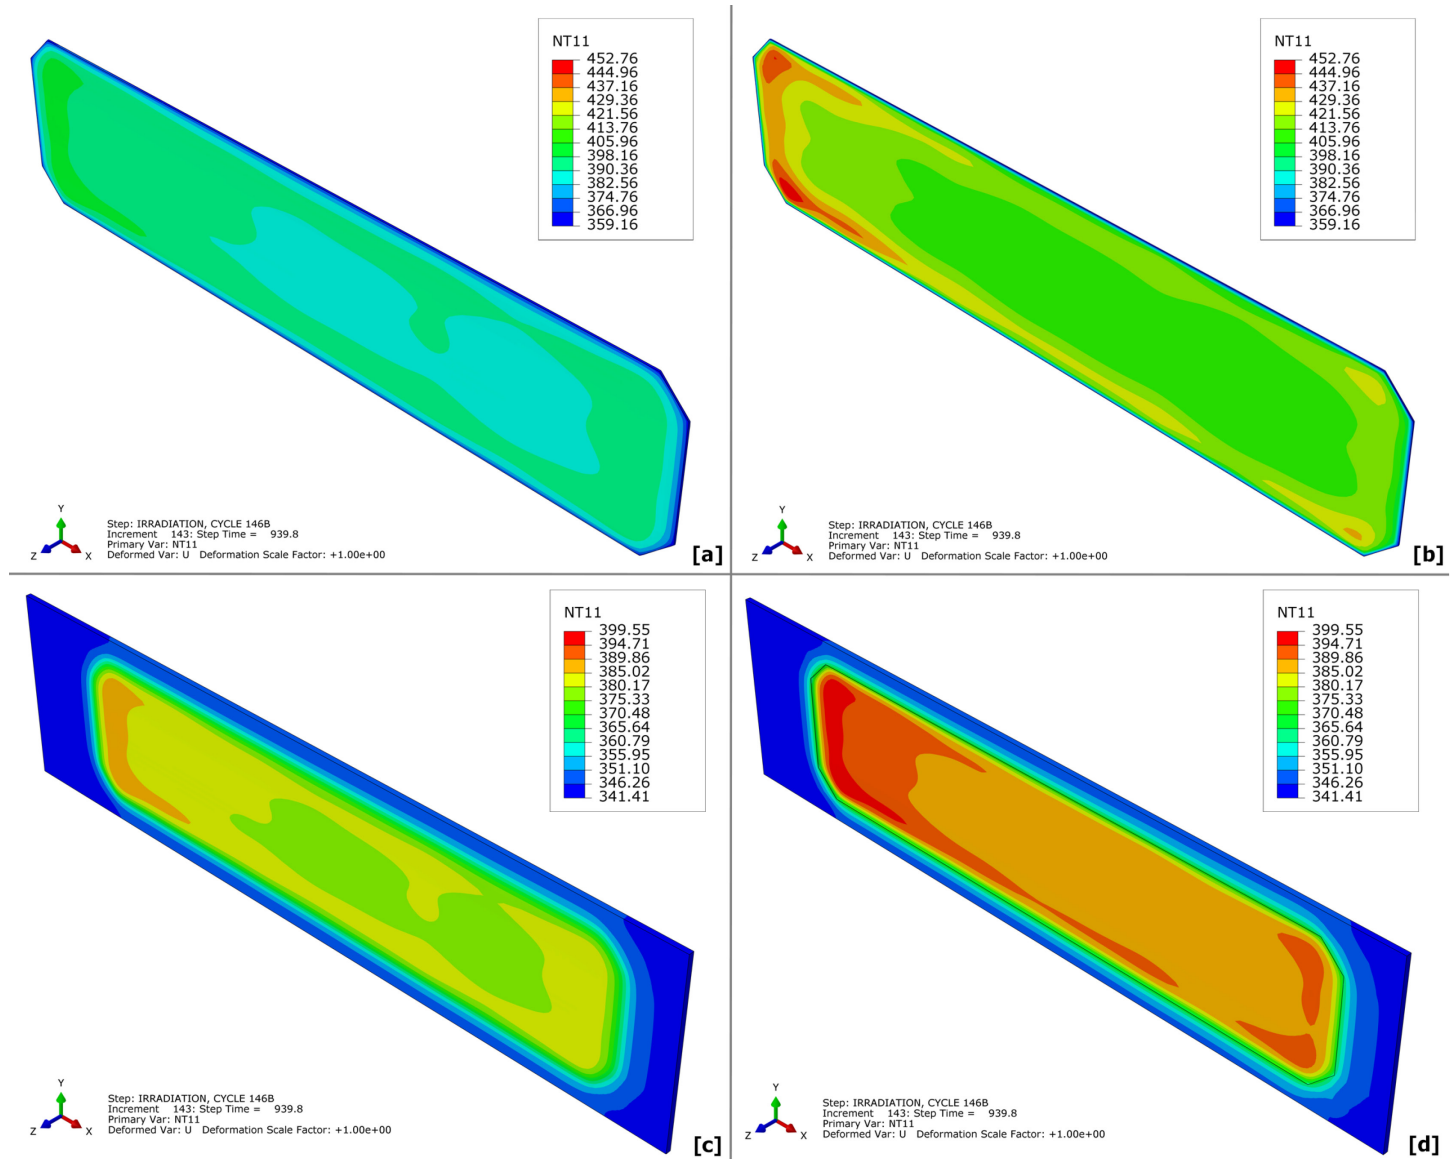 NT11
452.76
444.96
437.16
429.36
421.56
413.76
405.96
398.16
390.36
382.56
374.76
366.96
359.16
Y
Z X
Step: IRRADIATION, CYCLE 146B
Increment 143: Step Time = 939.8
Primary Var: NT11
Deformed Var: U Deformation Scale Factor: +1.00e+00
[a]
NT11
452.76
444.96
437.16
429.36
421.56
413.76
405.96
398.16
390.36
382.56
374.76
366.96
359.16
Y
Z X
Step: IRRADIATION, CYCLE 146B
Increment 143: Step Time = 939.8
Primary Var: NT11
Deformed Var: U Deformation Scale Factor: +1.00e+00
[b]
NT11
399.55
394.71
389.86
385.02
380.17
375.33
370.48
365.64
360.79
355.95
351.10
346.26
341.41
Y
Z X
Step: IRRADIATION, CYCLE 146B
Increment 143: Step Time = 939.8
Primary Var: NT11
Deformed Var: U Deformation Scale Factor: +1.00e+00
[c]
NT11
399.55
394.71
389.86
385.02
380.17
375.33
370.48
365.64
360.79
355.95
351.10
346.26
341.41
Y
Z X
Step: IRRADIATION, CYCLE 146B
Increment 143: Step Time = 939.8
Primary Var: NT11
Deformed Var: U Deformation Scale Factor: +1.00e+00
[d]